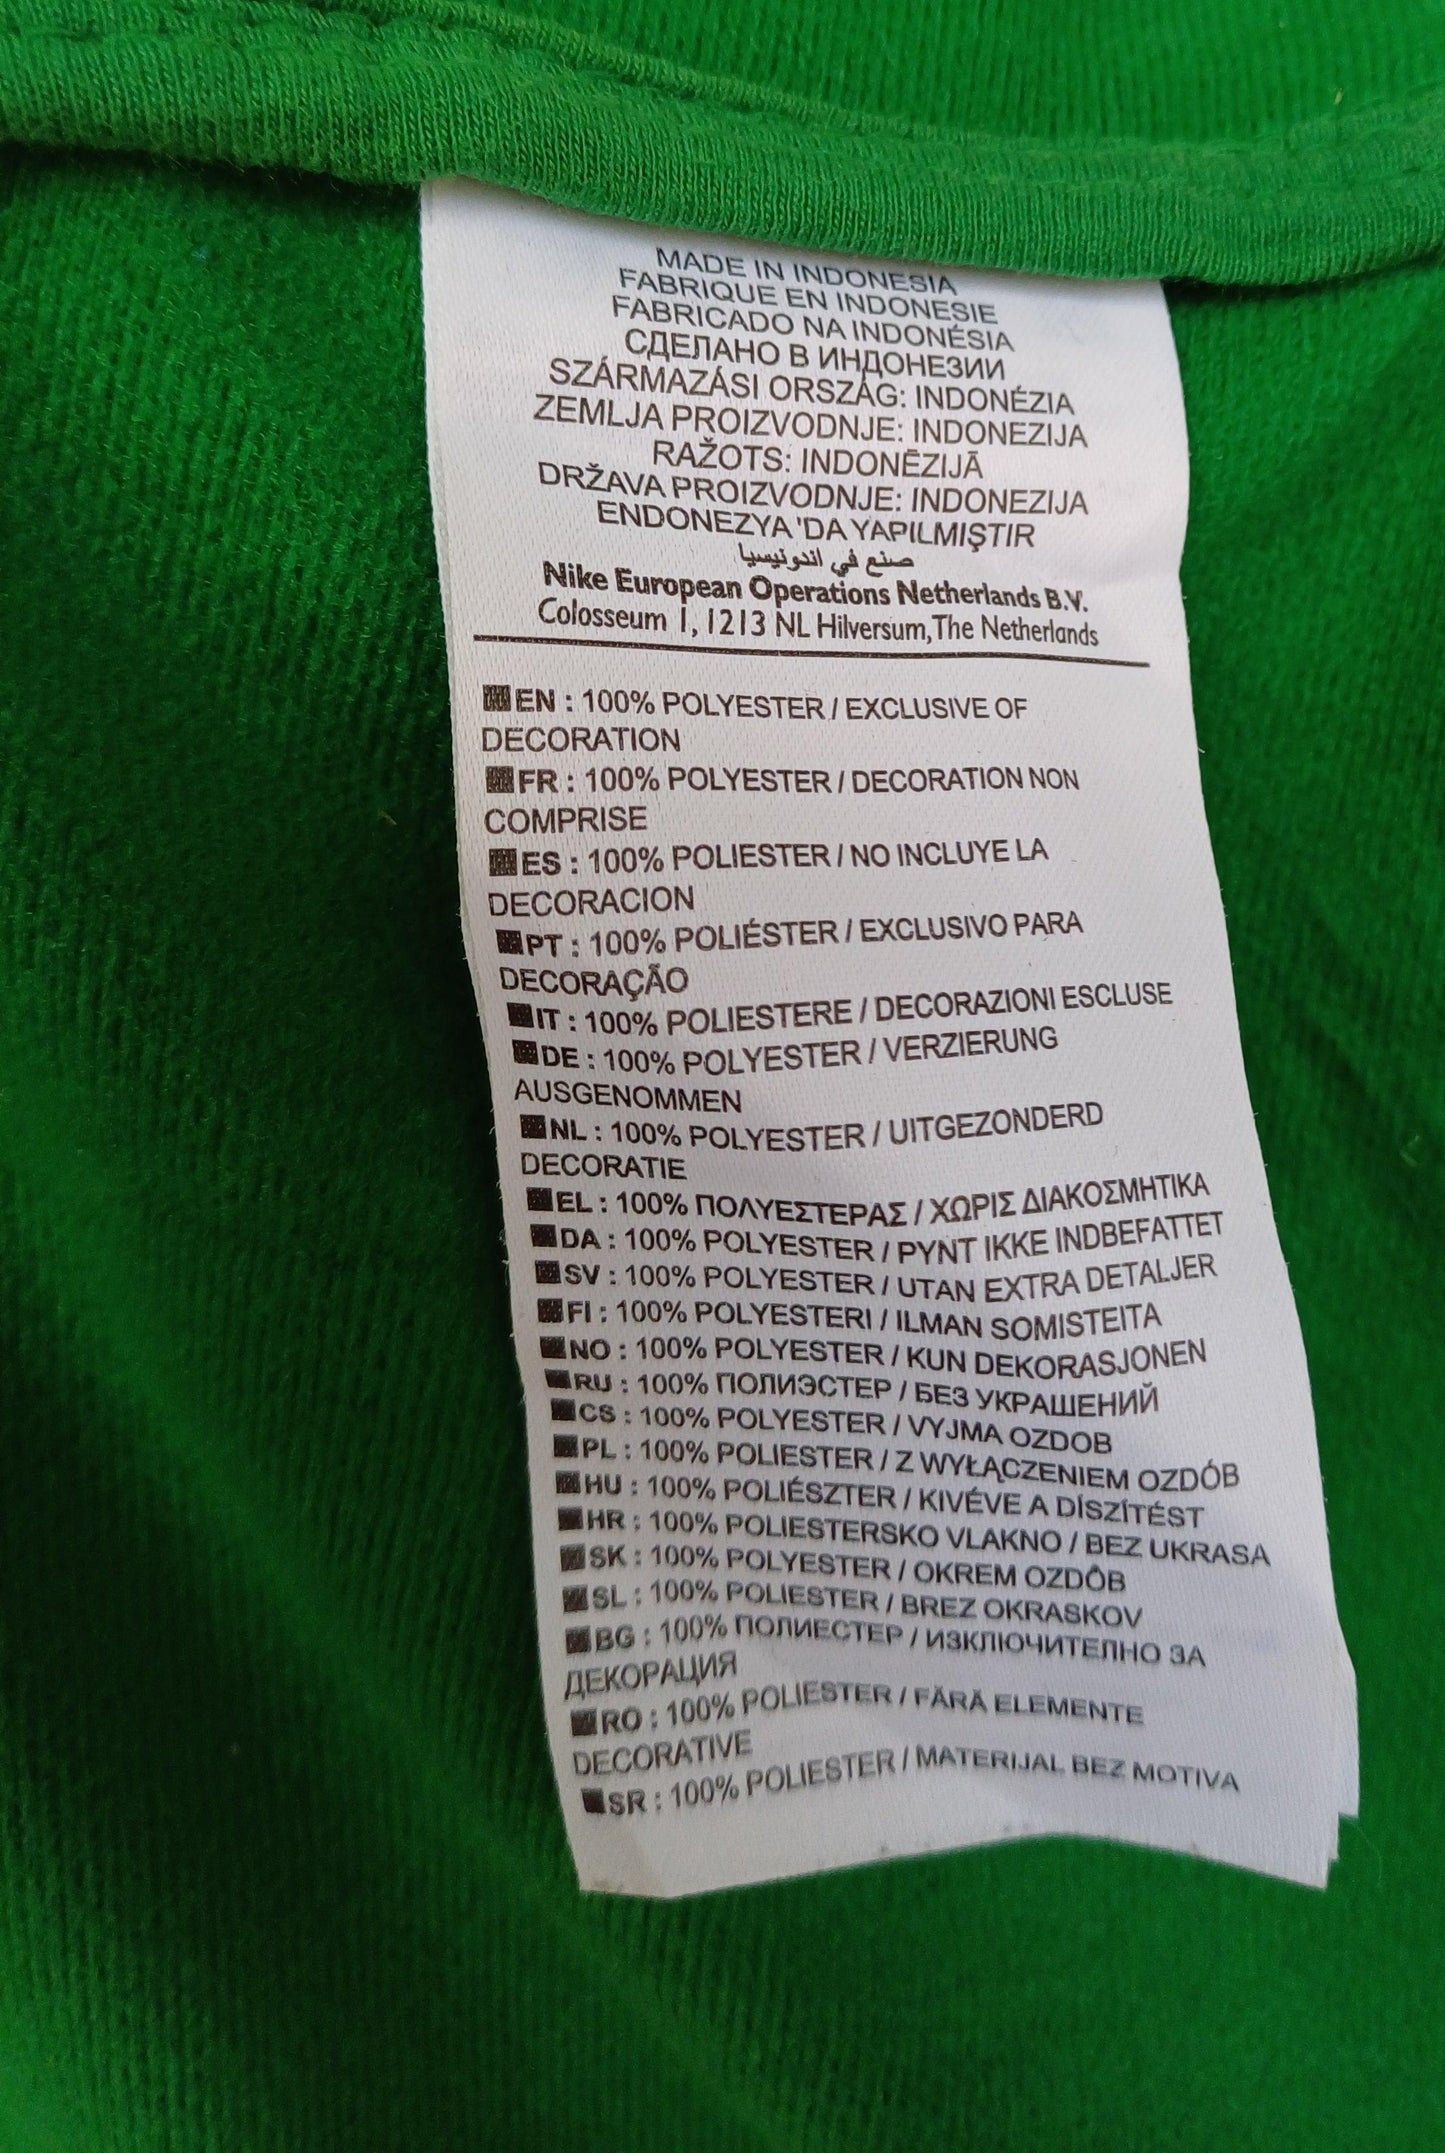 MADE IN INDONESIA
FABRIQUE EN INDONESIE
FABRICADO NA INDONÉSIA
СДЕЛАНО В ИНДОНЕЗИИ
SZÁRMAZÁSI ORSZÁG: INDONÉZIA
ZEMLJA PROIZVODNJE: INDONEZIJA
RAŽOTS: INDONĒZIJĀ
DRŽAVA PROIZVODNJE: INDONEZIJA
ENDONEZYA 'DA YAPILMIŞTIR
صنع في اندونيسيا
Nike European Operations Netherlands B.V.
Colosseum 1, 1213 NL Hilversum, The Netherlands
EN : 100% POLYESTER / EXCLUSIVE OF
DECORATION
FR : 100% POLYESTER / DECORATION NON
COMPRISE
ES : 100% POLIESTER / NO INCLUYE LA
DECORACION
PT : 100% POLIÉSTER / EXCLUSIVO PARA
DECORAÇÃO
IT : 100% POLIESTERE / DECORAZIONI ESCLUSE
DE : 100% POLYESTER / VERZIERUNG
AUSGENOMMEN
NL : 100% POLYESTER / UITGEZONDERD
DECORATIE
EL : 100% ΠΟΛΥΕΣΤΕΡΑΣ / ΧΩΡΙΣ ΔΙΑΚΟΣΜΗΤΙΚΑ
DA : 100% POLYESTER / PYNT IKKE INDBEFATTET
SV : 100% POLYESTER / UTAN EXTRA DETALJER
FI : 100% POLYESTERI / ILMAN SOMISTEITA
NO : 100% POLYESTER / KUN DEKORASJONEN
RU : 100% ПОЛИЭСТЕР / БЕЗ УКРАШЕНИЙ
CS : 100% POLYESTER / VYJMA OZDOB
PL : 100% POLIESTER / Z WYŁĄCZENIEM OZDÓB
HU : 100% POLIÉSZTER / KIVÉVE A DÍSZÍTÉST
HR : 100% POLIESTERSKO VLAKNO / BEZ UKRASA
SK : 100% POLYESTER / OKREM OZDÔB
SL : 100% POLIESTER / BREZ OKRASKOV
BG : 100% ПОЛИЕСТЕР / ИЗКЛЮЧИТЕЛНО ЗА
ДЕКОРАЦИЯ
RO : 100% POLIESTER / FĂRĂ ELEMENTE
DECORATIVE
SR : 100% POLIESTER / MATERIJAL BEZ MOTIVA